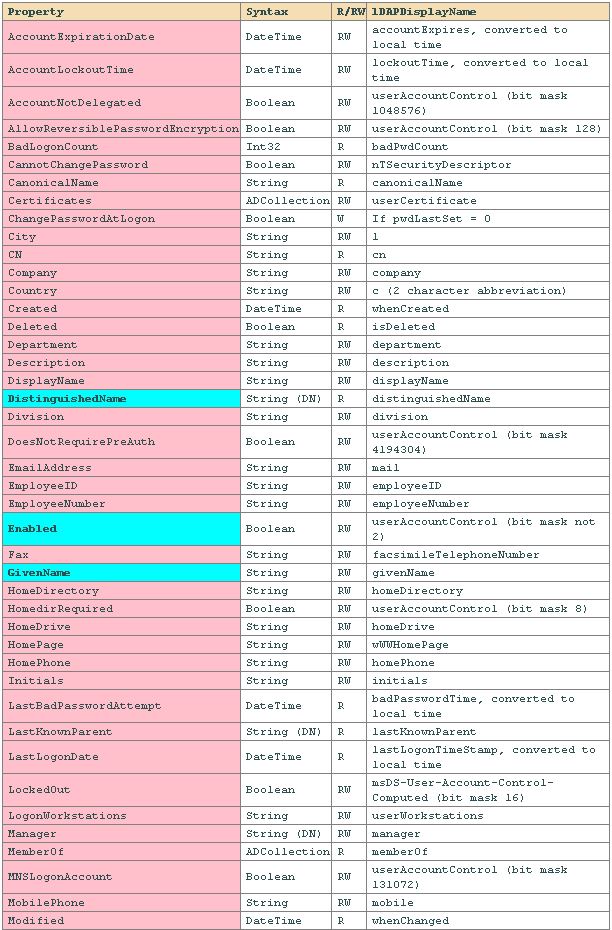 Property Syntax R/RW lDAPDisplayName
AccountExpirationDate DateTime RW accountExpires, converted to
local time
AccountLockoutTime DateTime RW lockoutTime, converted to local
time
AccountNotDelegated Boolean RW userAccountControl (bit mask
1048576)
AllowReversiblePasswordEncryption Boolean RW userAccountControl (bit mask 128)
BadLogonCount Int32 R badPwdCount
CannotChangePassword Boolean RW nTSecurityDescriptor
CanonicalName String R canonicalName
Certificates ADCollection RW userCertificate
ChangePasswordAtLogon Boolean W If pwdLastSet = 0
City String RW l
CN String R cn
Company String RW company
Country String RW c (2 character abbreviation)
Created DateTime R whenCreated
Deleted Boolean R isDeleted
Department String RW department
Description String RW description
DisplayName String RW displayName
DistinguishedName String (DN) R distinguishedName
Division String RW division
DoesNotRequirePreAuth Boolean RW userAccountControl (bit mask
4194304)
EmailAddress String RW mail
EmployeeID String RW employeeID
EmployeeNumber String RW employeeNumber
Enabled Boolean RW userAccountControl (bit mask not
2)
Fax String RW facsimileTelephoneNumber
GivenName String RW givenName
HomeDirectory String RW homeDirectory
HomedirRequired Boolean RW userAccountControl (bit mask 8)
HomeDrive String RW homeDrive
HomePage String RW wWWHomePage
HomePhone String RW homePhone
Initials String RW initials
LastBadPasswordAttempt DateTime R badPasswordTime, converted to
local time
LastKnownParent String (DN) R lastKnownParent
LastLogonDate DateTime R lastLogonTimeStamp, converted to
local time
LockedOut Boolean RW msDS-User-Account-Control-
Computed (bit mask 16)
LogonWorkstations String RW userWorkstations
Manager String (DN) RW manager
MemberOf ADCollection R memberOf
MNSLogonAccount Boolean RW userAccountControl (bit mask
131072)
MobilePhone String RW mobile
Modified DateTime R whenChanged